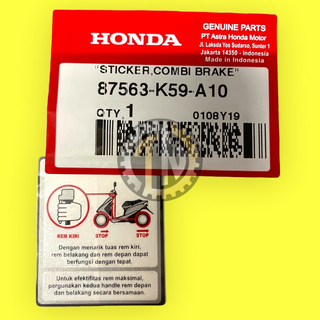 HONDA
GENUINE PARTS
PT Astra Honda Motor
Jl. Laksda Yos Sudarso, Sunter 1
Jakarta 14350 - Indonesia
Made in Indonesia
"STICKER,COMBI BRAKE"
87563-K59-A10
QTY 1
0108Y19
REM KIRI
STOP
STOP
Dengan menarik tuas rem kiri,
rem belakang dan rem depan dapat
berfungsi dengan tepat.
Untuk efektifitas rem maksimal,
pergunakan kedua handle rem depan
dan belakang secara bersamaan.